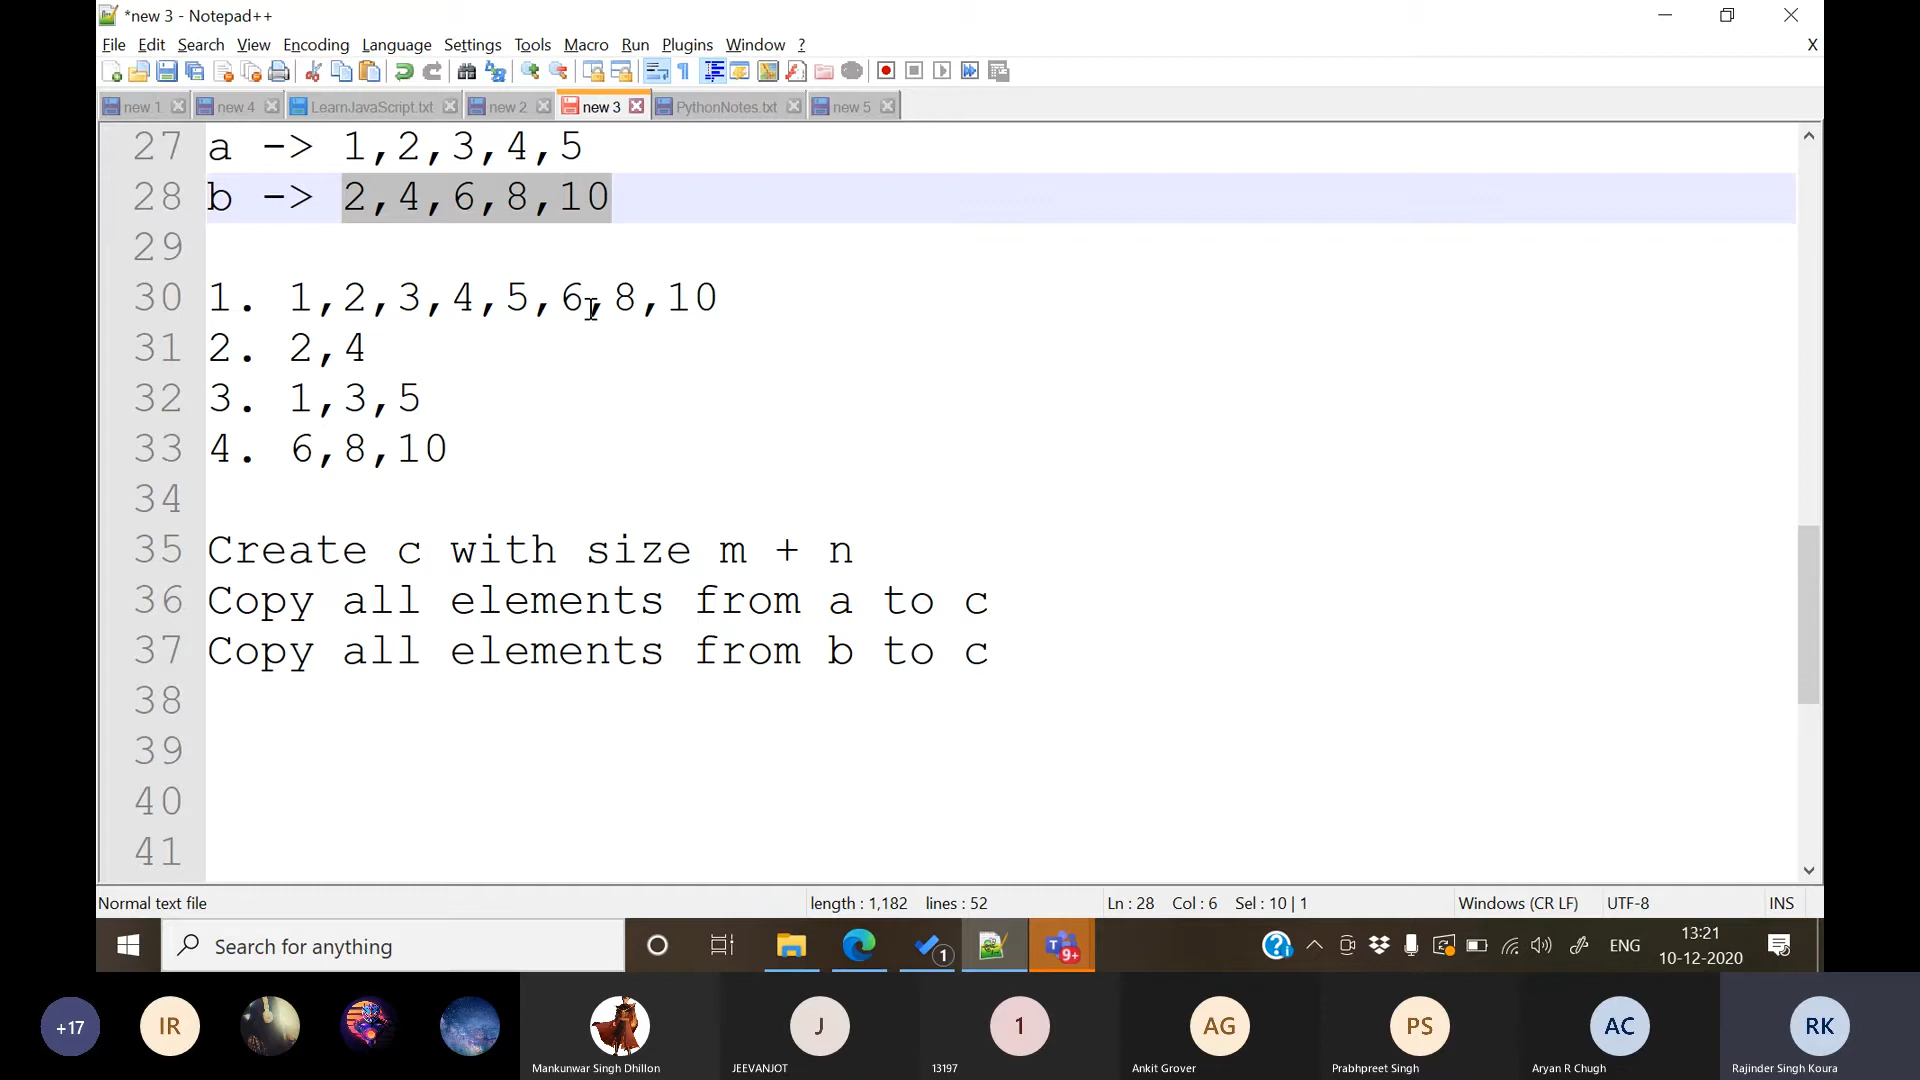 *new 3 - Notepad++
File Edit Search View Encoding Language Settings Tools Macro Run Plugins Window ? X
new 1 new 4 LearnJavaScript.txt new 2 new 3 PythonNotes.txt new 5
27 a -> 1,2,3,4,5
28 b -> 2,4,6,8,10
29
30 1. 1,2,3,4,5,6,8,10
31 2. 2,4
32 3. 1,3,5
33 4. 6,8,10
34
35 Create c with size m + n
36 Copy all elements from a to c
37 Copy all elements from b to c
38
39
40
41
Normal text file length : 1,182 lines : 52 Ln : 28 Col : 6 Sel : 10 | 1 Windows (CR LF) UTF-8 INS
Search for anything 1 9+ ENG 13:21
10-12-2020
+17 IR J 1 AG PS AC RK
Mankunwar Singh Dhillon JEEVANJOT 13197 Ankit Grover Prabhpreet Singh Aryan R Chugh Rajinder Singh Koura